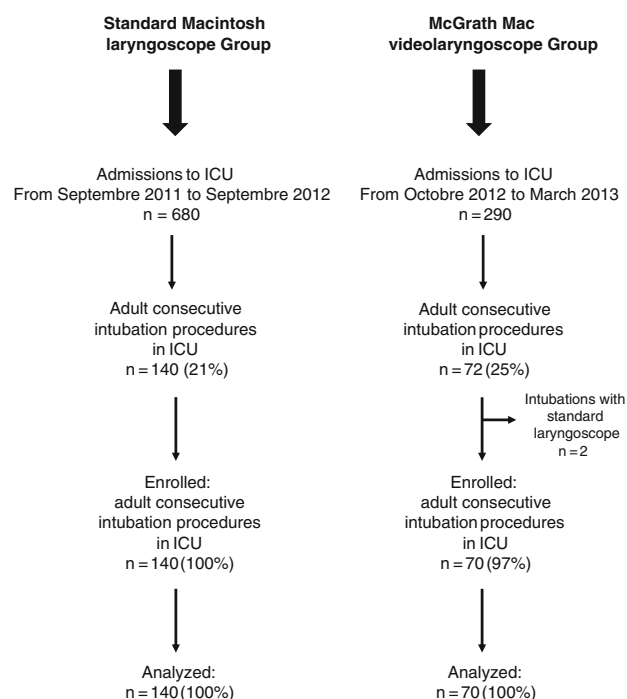 Standard Macintosh
laryngoscope Group
Admissions to ICU
From Septembre 2011 to Septembre 2012
n = 680
Adult consecutive
intubation procedures
in ICU
n = 140 (21%)
Enrolled:
adult consecutive
intubation procedures
in ICU
n = 140 (100%)
Analyzed:
n = 140 (100%)
McGrath Mac
videolaryngoscope Group
Admissions to ICU
From Octobre 2012 to March 2013
n = 290
Adult consecutive
intubation procedures
in ICU
n = 72 (25%)
Intubations with
standard
laryngoscope
n = 2
Enrolled:
adult consecutive
intubation procedures
in ICU
n = 70 (97%)
Analyzed:
n = 70 (100%)